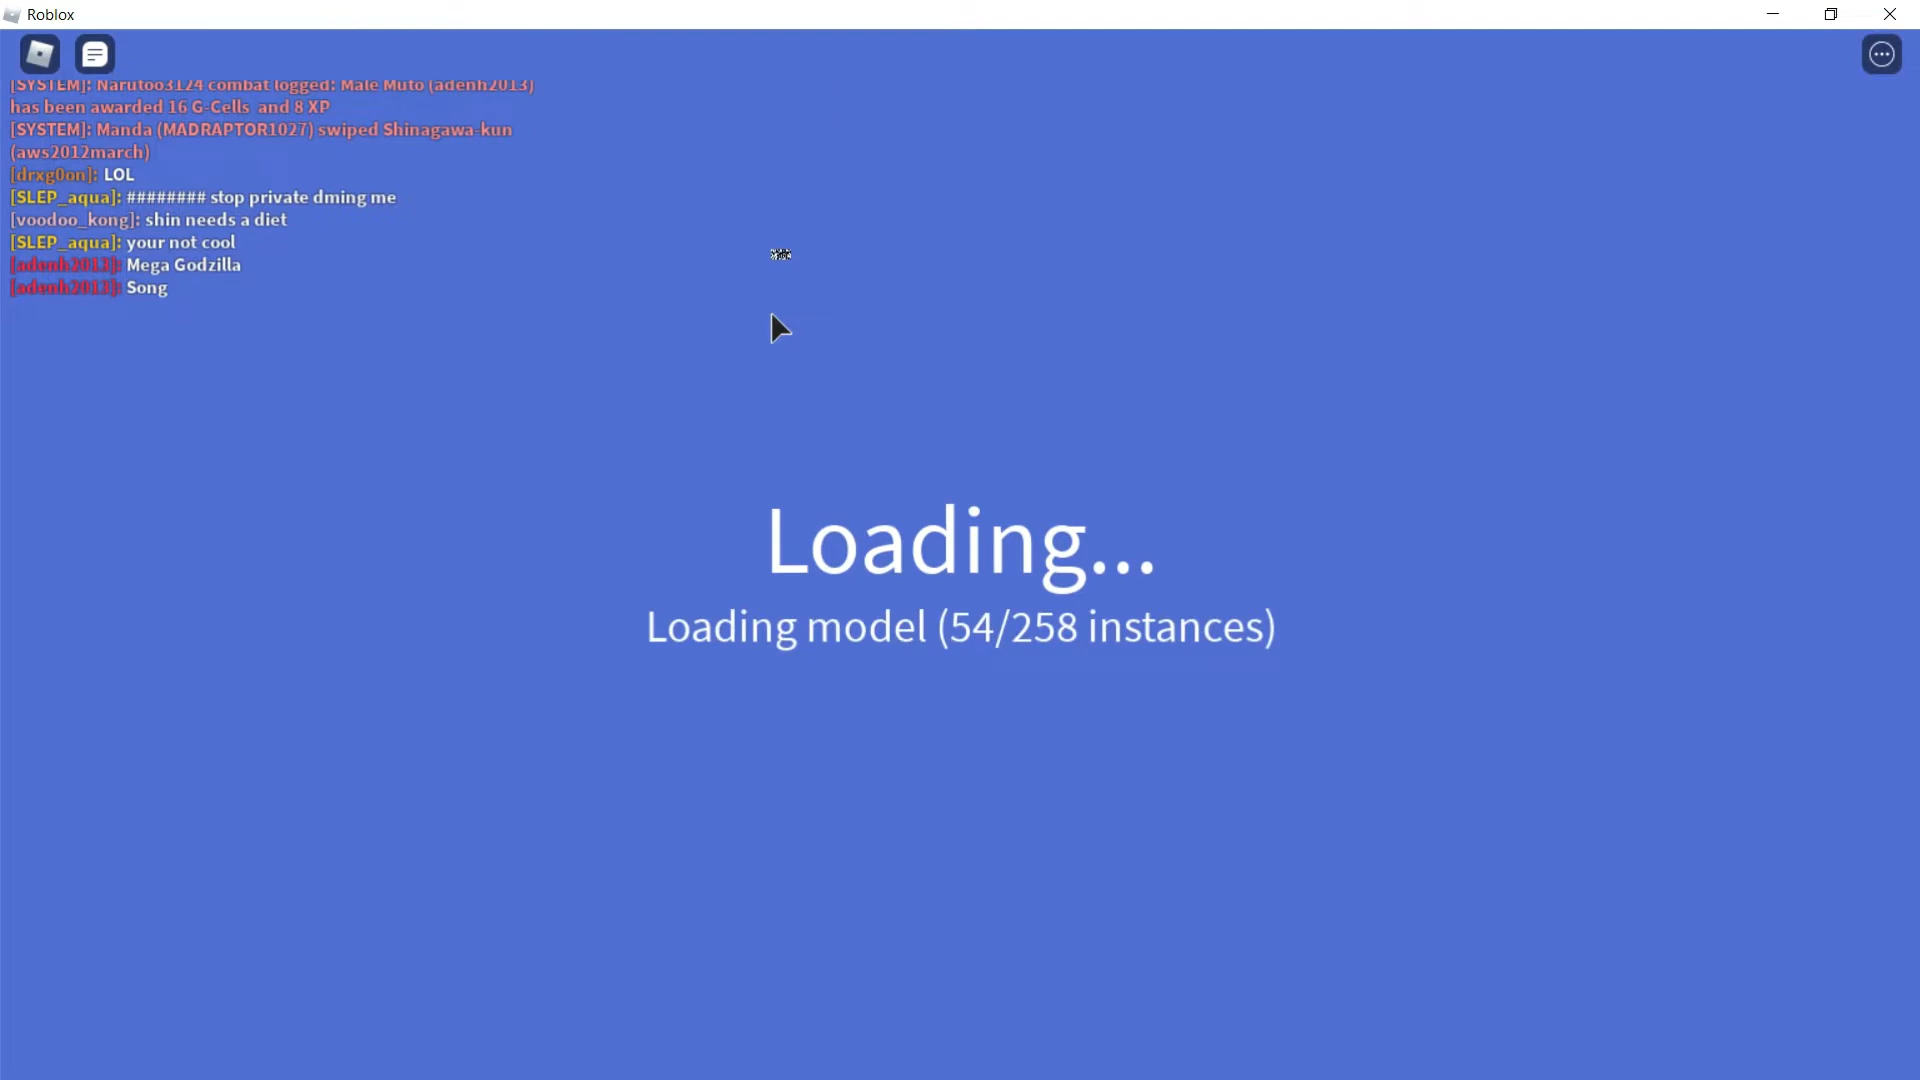 Roblox
[SYSTEM]: Narutoo3124 combat logged: Male Muto (adenh2013)
has been awarded 16 G-Cells  and 8 XP
[SYSTEM]: Manda (MADRAPTOR1027) swiped Shinagawa-kun
(aws2012march)
[drxg0on]: LOL
[SLEP_aqua]: ######## stop private dming me
[voodoo_kong]: shin needs a diet
[SLEP_aqua]: your not cool
[adenh2013]: Mega Godzilla
[adenh2013]: Song
Loading...
Loading model (54/258 instances)